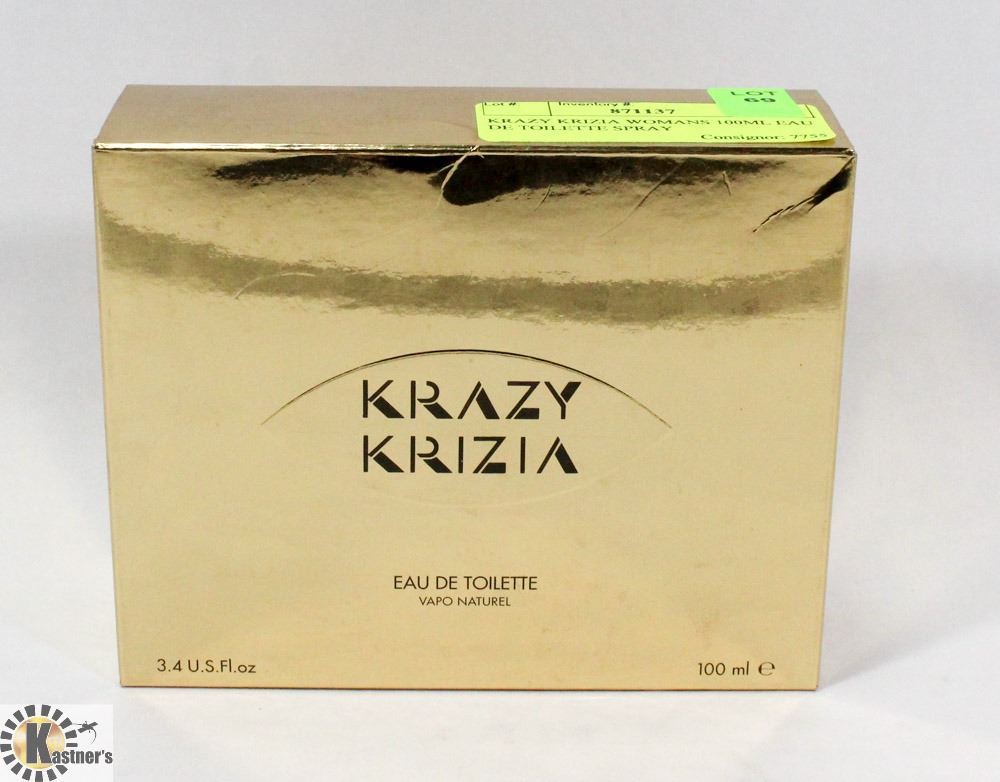 LOT
69
Lot #: Inventory #:
871137
KRAZY KRIZIA WOMANS 100ML EAU
DE TOILETTE SPRAY
Consignor: 7755
KRAZY
KRIZIA
EAU DE TOILETTE
VAPO NATUREL
3.4 U.S.Fl.oz 100 ml ℮
Kastner's